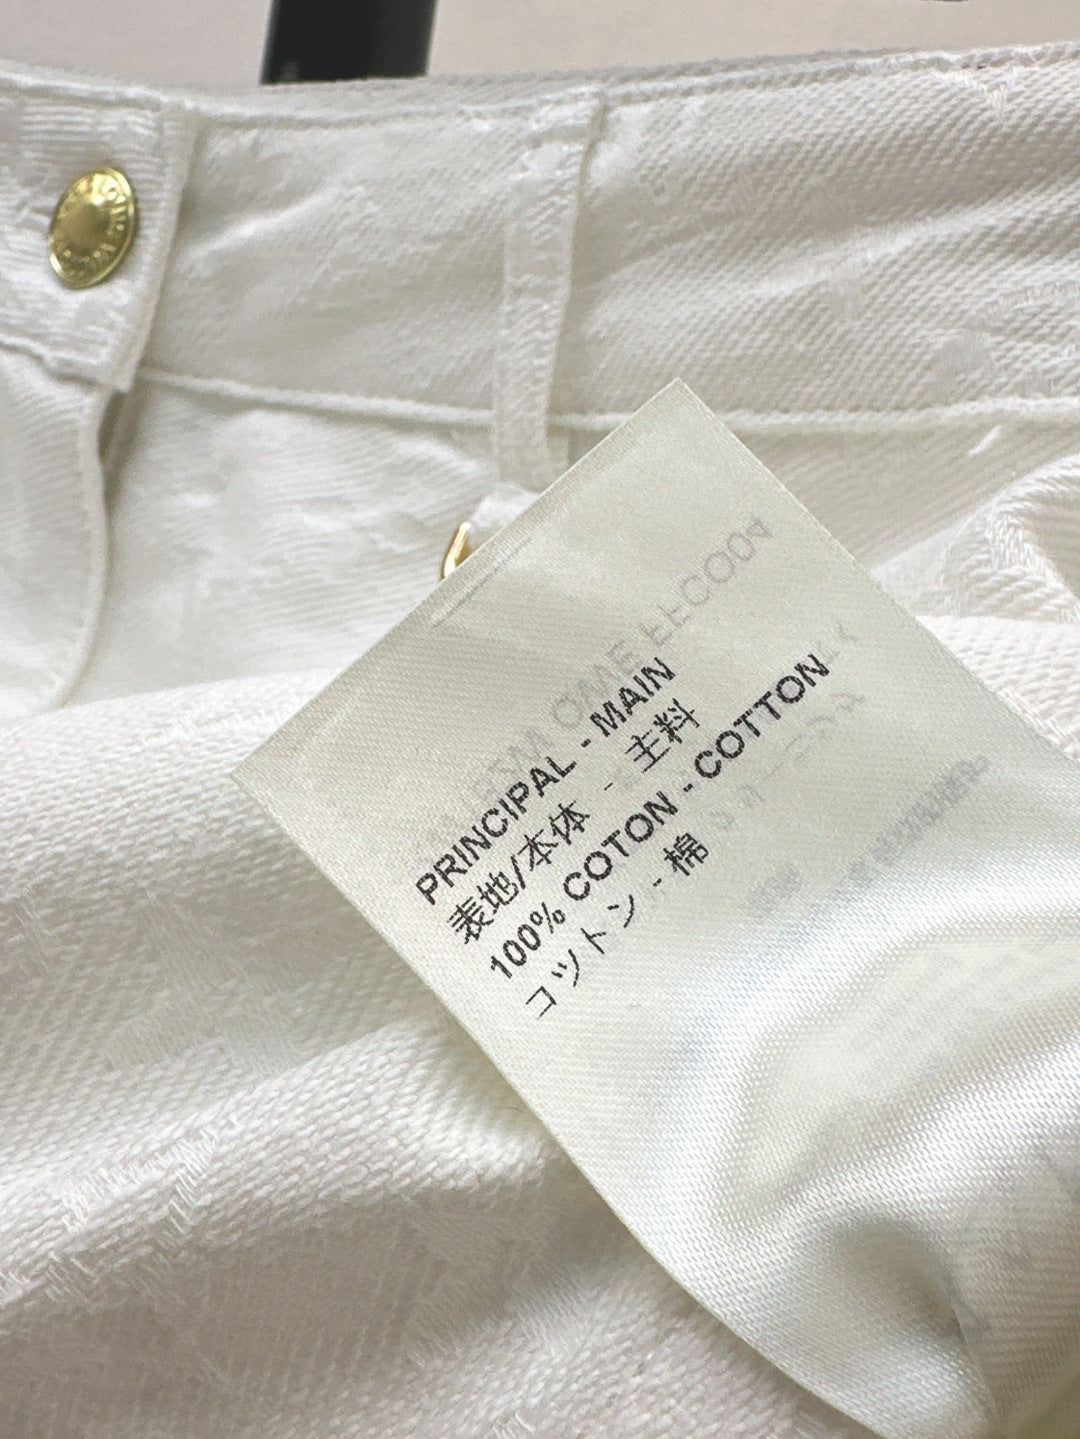 PRINCIPAL - MAIN
表地/本体 - 主料
100% COTON - COTTON
コットン - 棉